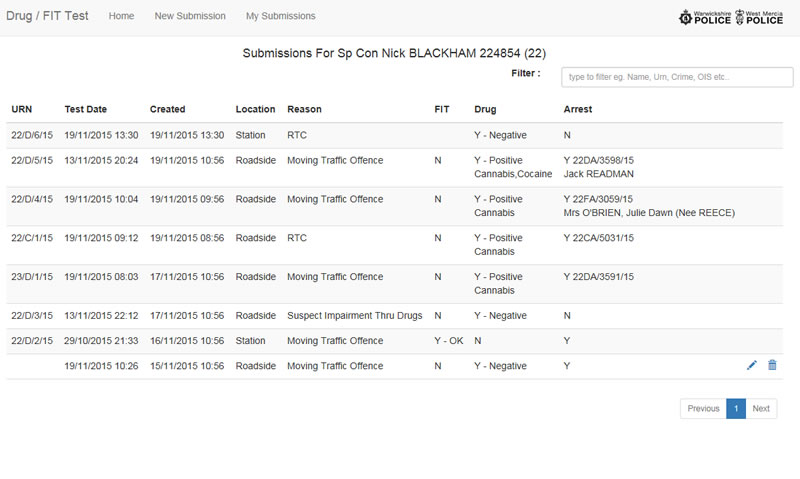 Drug / FIT Test Home New Submission My Submissions
Warwickshire POLICE West Mercia POLICE
Submissions For Sp Con Nick BLACKHAM 224854 (22)
Filter : type to filter eg. Name, Urn, Crime, OIS etc..
URN Test Date Created Location Reason FIT Drug Arrest
22/D/6/15 19/11/2015 13:30 19/11/2015 13:30 Station RTC Y - Negative N
22/D/5/15 13/11/2015 20:24 19/11/2015 10:56 Roadside Moving Traffic Offence N Y - Positive Y 22DA/3598/15
Cannabis,Cocaine Jack READMAN
22/D/4/15 19/11/2015 10:04 19/11/2015 09:56 Roadside Moving Traffic Offence N Y - Positive Y 22FA/3059/15
Cannabis Mrs O'BRIEN, Julie Dawn (Nee REECE)
22/C/1/15 19/11/2015 09:12 19/11/2015 08:56 Roadside RTC N Y - Positive Y 22CA/5031/15
Cannabis
23/D/1/15 19/11/2015 08:03 17/11/2015 10:56 Roadside Moving Traffic Offence N Y - Positive Y 22DA/3591/15
Cannabis
22/D/3/15 13/11/2015 22:12 17/11/2015 10:56 Roadside Suspect Impairment Thru Drugs N Y - Negative N
22/D/2/15 29/10/2015 21:33 16/11/2015 10:56 Station Moving Traffic Offence Y - OK N Y
19/11/2015 10:26 15/11/2015 10:56 Roadside Moving Traffic Offence N Y - Negative Y
Previous 1 Next